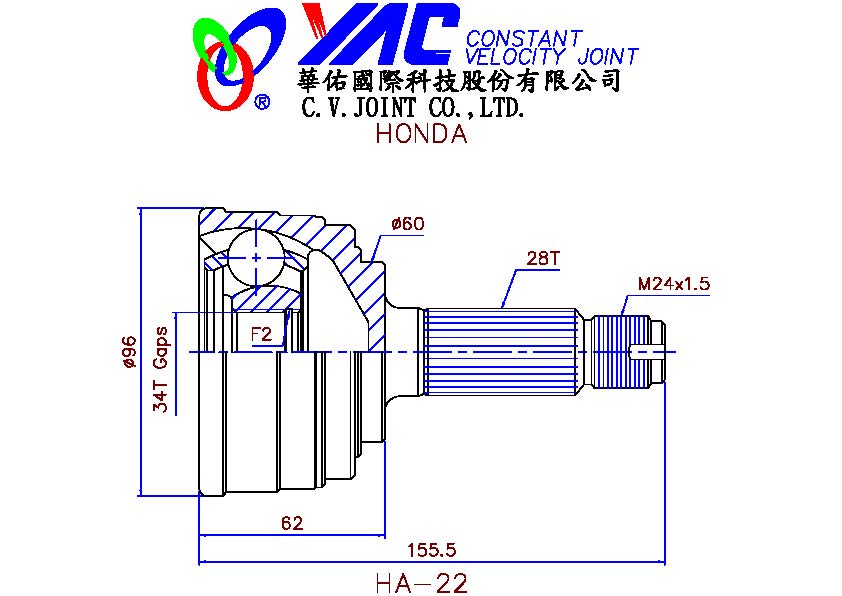 YAC CONSTANT
VELOCITY JOINT
華佑國際科技股份有限公司
® C.V.JOINT CO.,LTD.
HONDA
ø60
28T
M24x1.5
F2
ø96
34T Gaps
62
155.5
HA-22